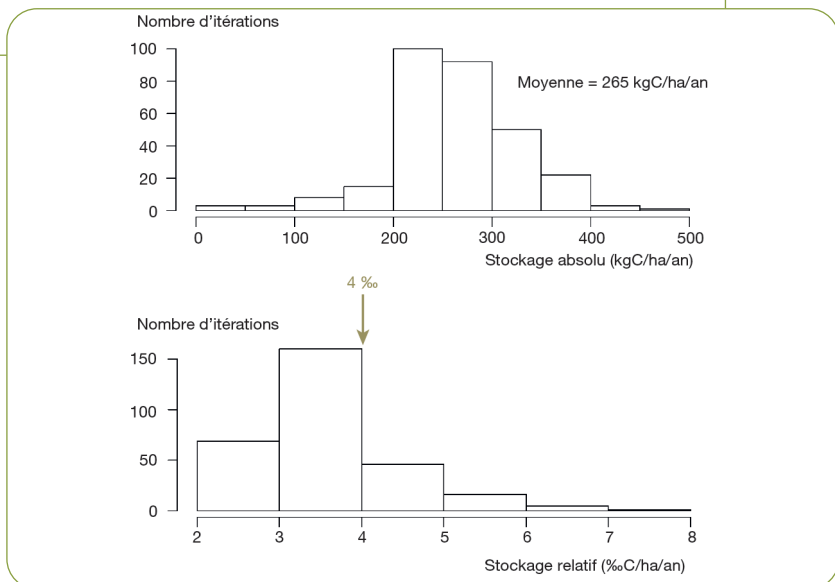 Nombre d'itérations
100
80
60
40
20
0
Moyenne = 265 kgC/ha/an
0 100 200 300 400 500
Stockage absolu (kgC/ha/an)
4 ‰
Nombre d'itérations
150
100
50
0
2 3 4 5 6 7 8
Stockage relatif (‰C/ha/an)